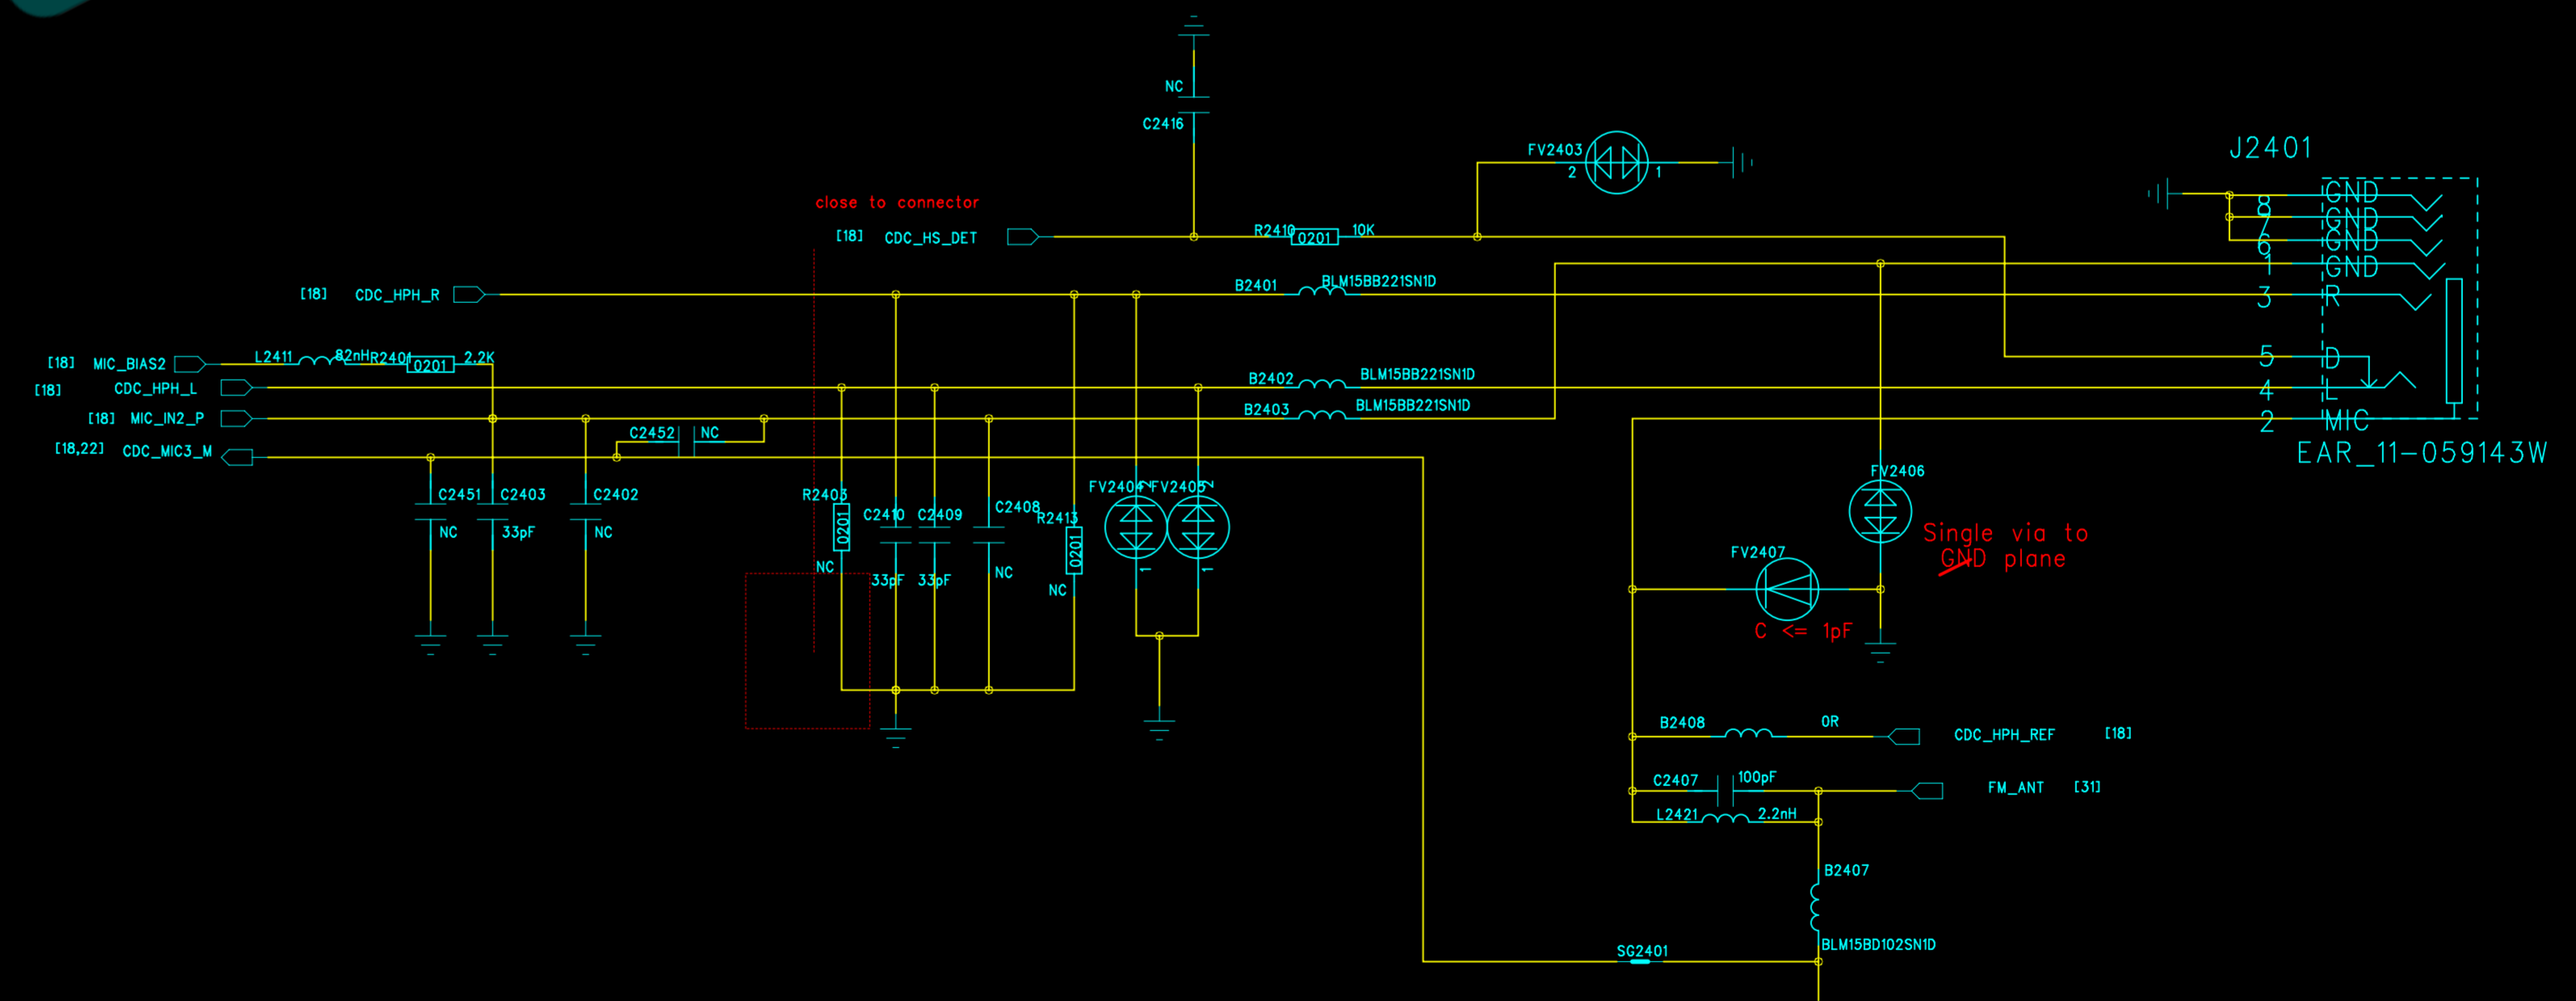 NC
C2416
J2401
FV2403
2
1
8
GND
7
GND
6
GND
1
GND
close to connector
[18] CDC_HS_DET
R2410
0201
10K
[18] CDC_HPH_R
B2401
BLM15BB221SN1D
3
R
[18] MIC_BIAS2
L2411
82nH
R2401
0201
2.2K
5
D
[18] CDC_HPH_L
B2402
BLM15BB221SN1D
4
L
[18] MIC_IN2_P
B2403
BLM15BB221SN1D
2
MIC
[18,22] CDC_MIC3_M
C2452
NC
EAR_11-059143W
C2451
NC
C2403
33pF
C2402
NC
R2403
0201
NC
C2410
33pF
C2409
33pF
C2408
NC
R2413
0201
NC
FV2404
2
1
FV2405
2
1
FV2406
Single via to
GND plane
FV2407
C <= 1pF
B2408
0R
CDC_HPH_REF [18]
C2407
100pF
FM_ANT [31]
L2421
2.2nH
B2407
BLM15BD102SN1D
SG2401